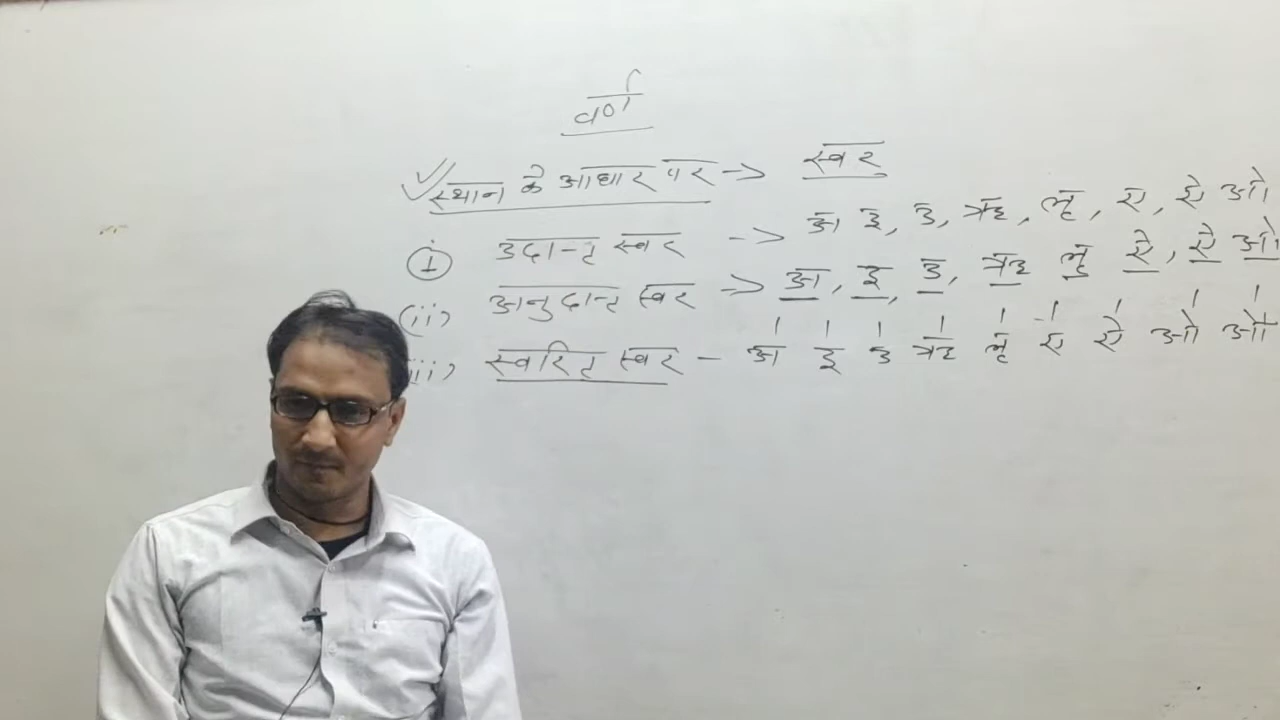 वर्ण
स्थान के आधार पर -> स्वर
(i) उदात्त स्वर -> अ इ, उ, ऋ, लृ, ए, ऐ ओ
(ii) अनुदात्त स्वर -> अ, इ, उ, ऋ लृ ऐ, ऐ ओ
iii) स्वरित स्वर - अ॑ इ॑ उ॑ ऋ॑ लृ॑ ए॑ ऐ॑ ओ॑ ओ॑